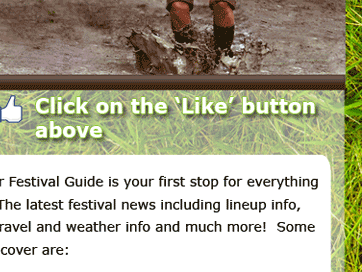 Click on the ‘Like’ button
above
r Festival Guide is your first stop for everything
The latest festival news including lineup info,
ravel and weather info and much more! Some
cover are: